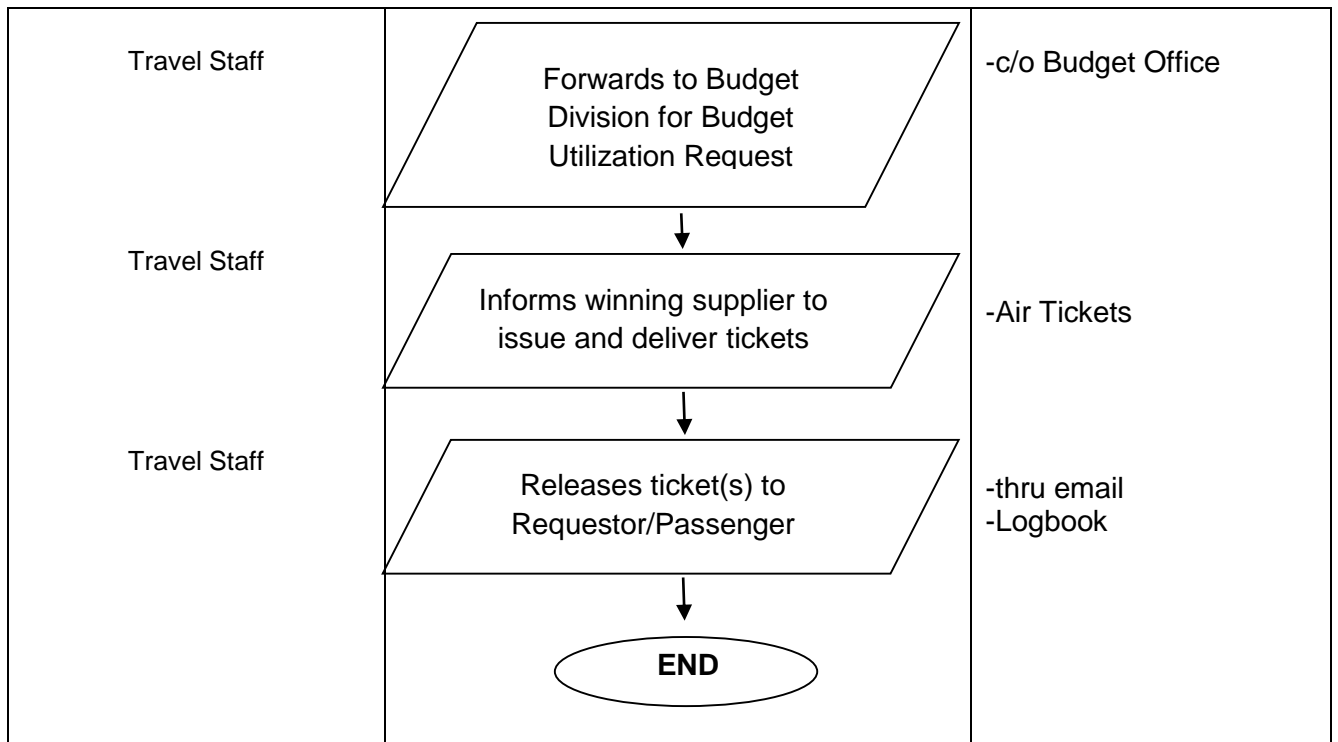 Travel Staff
Forwards to Budget
Division for Budget
Utilization Request
-c/o Budget Office
Travel Staff
Informs winning supplier to
issue and deliver tickets
-Air Tickets
Travel Staff
Releases ticket(s) to
Requestor/Passenger
-thru email
-Logbook
END